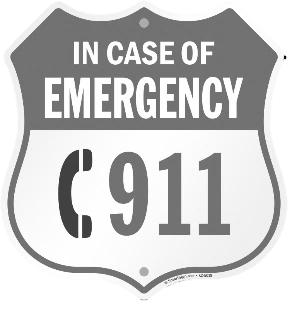 IN CASE OF
EMERGENCY
911